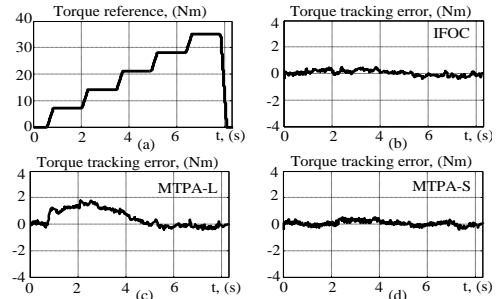 Torque reference, (Nm)
40
30
20
10
0
0 2 4 6 t, (s)
(a)
Torque tracking error, (Nm)
4
2
0
-2
-4
IFOC
0 2 4 6 t, (s)
(b)
Torque tracking error, (Nm)
4
2
0
-2
-4
MTPA-L
0 2 4 6 t, (s)
(c)
Torque tracking error, (Nm)
4
2
0
-2
-4
MTPA-S
0 2 4 6 t, (s)
(d)